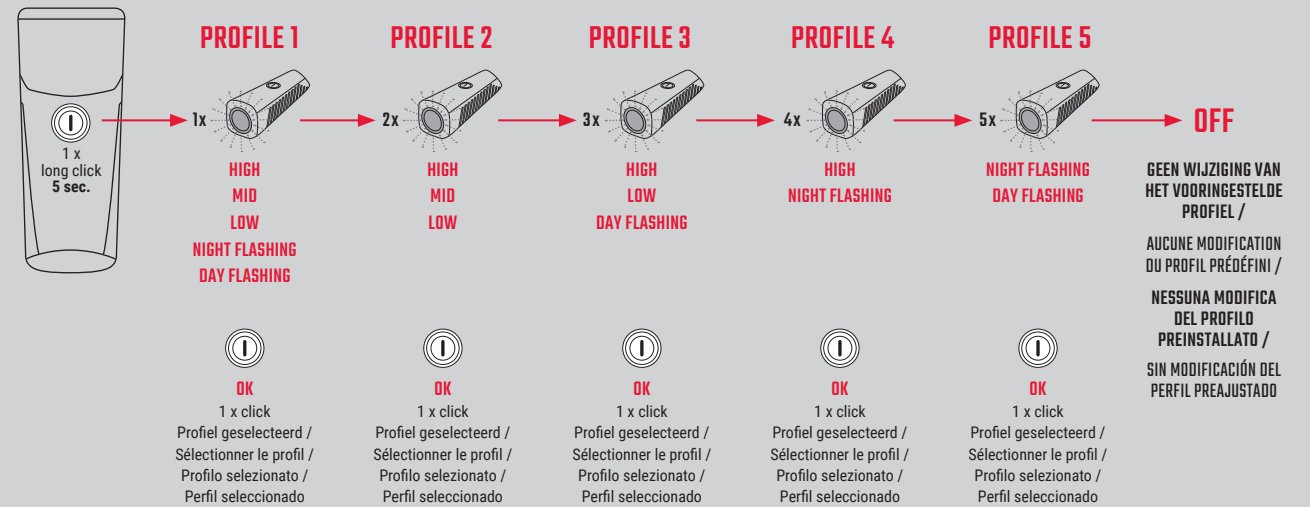 1 x
long click
5 sec.
PROFILE 1
1x
HIGH
MID
LOW
NIGHT FLASHING
DAY FLASHING
OK
1 x click
Profiel geselecteerd /
Sélectionner le profil /
Profilo selezionato /
Perfil seleccionado
PROFILE 2
2x
HIGH
MID
LOW
OK
1 x click
Profiel geselecteerd /
Sélectionner le profil /
Profilo selezionato /
Perfil seleccionado
PROFILE 3
3x
HIGH
LOW
DAY FLASHING
OK
1 x click
Profiel geselecteerd /
Sélectionner le profil /
Profilo selezionato /
Perfil seleccionado
PROFILE 4
4x
HIGH
NIGHT FLASHING
OK
1 x click
Profiel geselecteerd /
Sélectionner le profil /
Profilo selezionato /
Perfil seleccionado
PROFILE 5
5x
NIGHT FLASHING
DAY FLASHING
OK
1 x click
Profiel geselecteerd /
Sélectionner le profil /
Profilo selezionato /
Perfil seleccionado
OFF
GEEN WIJZIGING VAN
HET VOORINGESTELDE
PROFIEL /
AUCUNE MODIFICATION
DU PROFIL PRÉDÉFINI /
NESSUNA MODIFICA
DEL PROFILO
PREINSTALLATO /
SIN MODIFICACIÓN DEL
PERFIL PREAJUSTADO